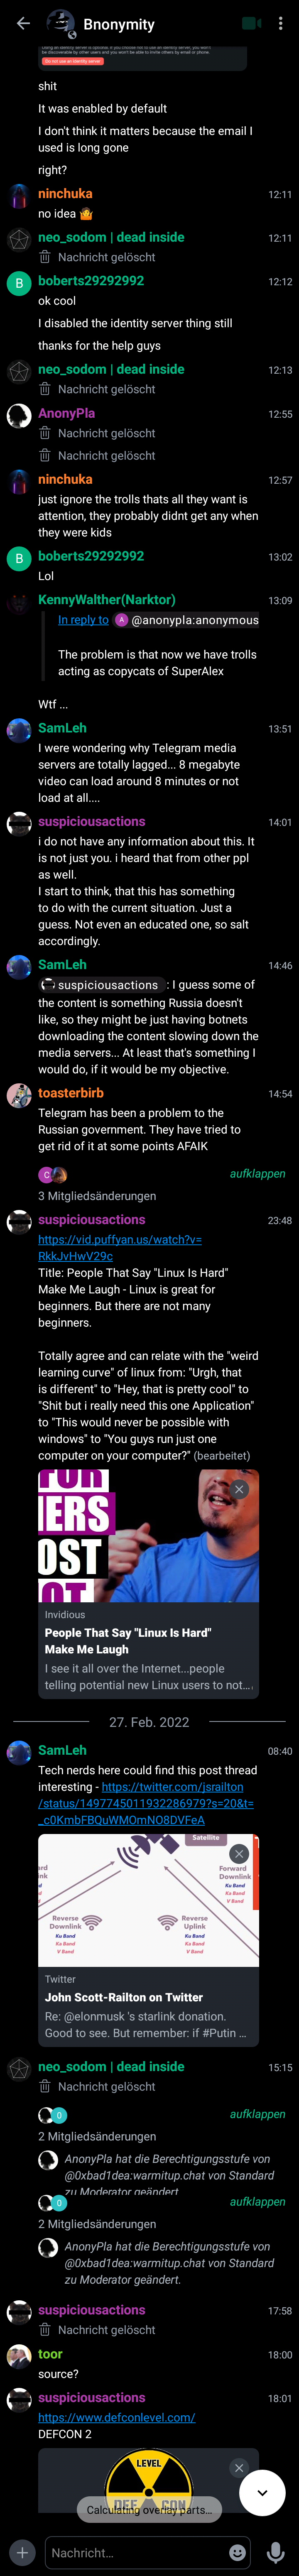 Bnonymity
Using an identity server is optional. If you choose not to use an identity server, you won't
be discoverable by other users and you won't be able to invite others by email or phone.
Do not use an identity server
shit
It was enabled by default
I don't think it matters because the email I
used is long gone
right?
ninchuka 12:11
no idea 🤷
neo_sodom | dead inside 12:11
Nachricht gelöscht
B boberts29292992 12:12
ok cool
I disabled the identity server thing still
thanks for the help guys
neo_sodom | dead inside 12:13
Nachricht gelöscht
AnonyPla 12:55
Nachricht gelöscht
Nachricht gelöscht
ninchuka 12:57
just ignore the trolls thats all they want is
attention, they probably didnt get any when
they were kids
B boberts29292992 13:02
Lol
KennyWalther(Narktor) 13:09
In reply to A @anonypla:anonymous
The problem is that now we have trolls
acting as copycats of SuperAlex
Wtf ...
SamLeh 13:51
I were wondering why Telegram media
servers are totally lagged... 8 megabyte
video can load around 8 minutes or not
load at all....
suspiciousactions 14:01
i do not have any information about this. It
is not just you. i heard that from other ppl
as well.
I start to think, that this has something
to do with the current situation. Just a
guess. Not even an educated one, so salt
accordingly.
SamLeh 14:46
suspiciousactions : I guess some of
the content is something Russia doesn't
like, so they might be just having botnets
downloading the content slowing down the
media servers... At least that's something I
would do, if it would be my objective.
toasterbirb 14:54
Telegram has been a problem to the
Russian government. They have tried to
get rid of it at some points AFAIK
C aufklappen
3 Mitgliedsänderungen
suspiciousactions 23:48
https://vid.puffyan.us/watch?v=
RkkJvHwV29c
Title: People That Say "Linux Is Hard"
Make Me Laugh - Linux is great for
beginners. But there are not many
beginners.
Totally agree and can relate with the "weird
learning curve" of linux from: "Urgh, that
is different" to "Hey, that is pretty cool" to
"Shit but i really need this one Application"
to "This would never be possible with
windows" to "You guys run just one
computer on your computer?" (bearbeitet)
FOR
IERS
OST
OT
Invidious
People That Say "Linux Is Hard"
Make Me Laugh
I see it all over the Internet...people
telling potential new Linux users to not...
27. Feb. 2022
SamLeh 08:40
Tech nerds here could find this post thread
interesting - https://twitter.com/jsrailton
/status/1497745011932286979?s=20&t=
_c0KmbFBQuWMOmNO8DVFeA
Satellite
rd
nk
Ku Band
Ka Band
V Band
Forward
Downlink
Ku Band
Ka Band
V Band
Reverse
Downlink
Ku Band
Ka Band
V Band
Reverse
Uplink
Ku Band
Ka Band
V Band
Twitter
John Scott-Railton on Twitter
Re: @elonmusk 's starlink donation.
Good to see. But remember: if #Putin ...
neo_sodom | dead inside 15:15
Nachricht gelöscht
0 aufklappen
2 Mitgliedsänderungen
AnonyPla hat die Berechtigungsstufe von
@0xbad1dea:warmitup.chat von Standard
zu Moderator geändert.
0 aufklappen
2 Mitgliedsänderungen
AnonyPla hat die Berechtigungsstufe von
@0xbad1dea:warmitup.chat von Standard
zu Moderator geändert.
suspiciousactions 17:58
Nachricht gelöscht
toor 18:00
source?
suspiciousactions 18:01
https://www.defconlevel.com/
DEFCON 2
LEVEL
DEF CON
Calculating overlay parts...
Nachricht...